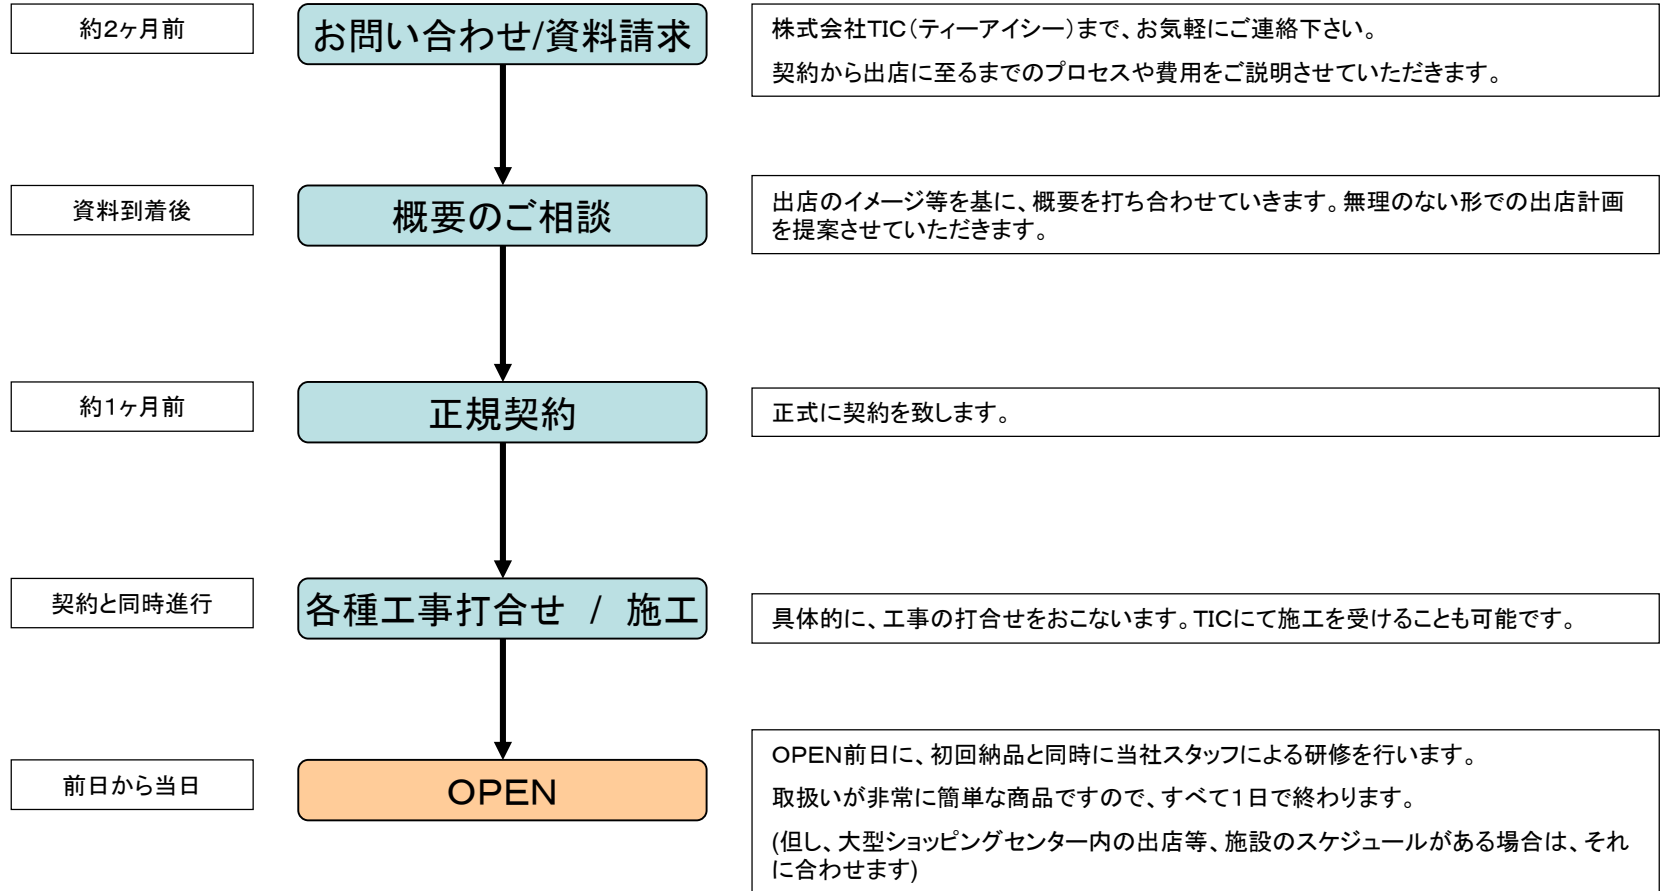 約２ヶ月前
お問い合わせ/資料請求
株式会社TIC（ティーアイシー）まで、お気軽にご連絡下さい。
契約から出店に至るまでのプロセスや費用をご説明させていただきます。
資料到着後
概要のご相談
出店のイメージ等を基に、概要を打ち合わせていきます。無理のない形での出店計画
を提案させていただきます。
約１ヶ月前
正規契約
正式に契約を致します。
契約と同時進行
各種工事打合せ / 施工
具体的に、工事の打合せをおこないます。TICにて施工を受けることも可能です。
前日から当日
OPEN
OPEN前日に、初回納品と同時に当社スタッフによる研修を行います。
取扱いが非常に簡単な商品ですので、すべて１日で終わります。
(但し、大型ショッピングセンター内の出店等、施設のスケジュールがある場合は、それ
に合わせます)